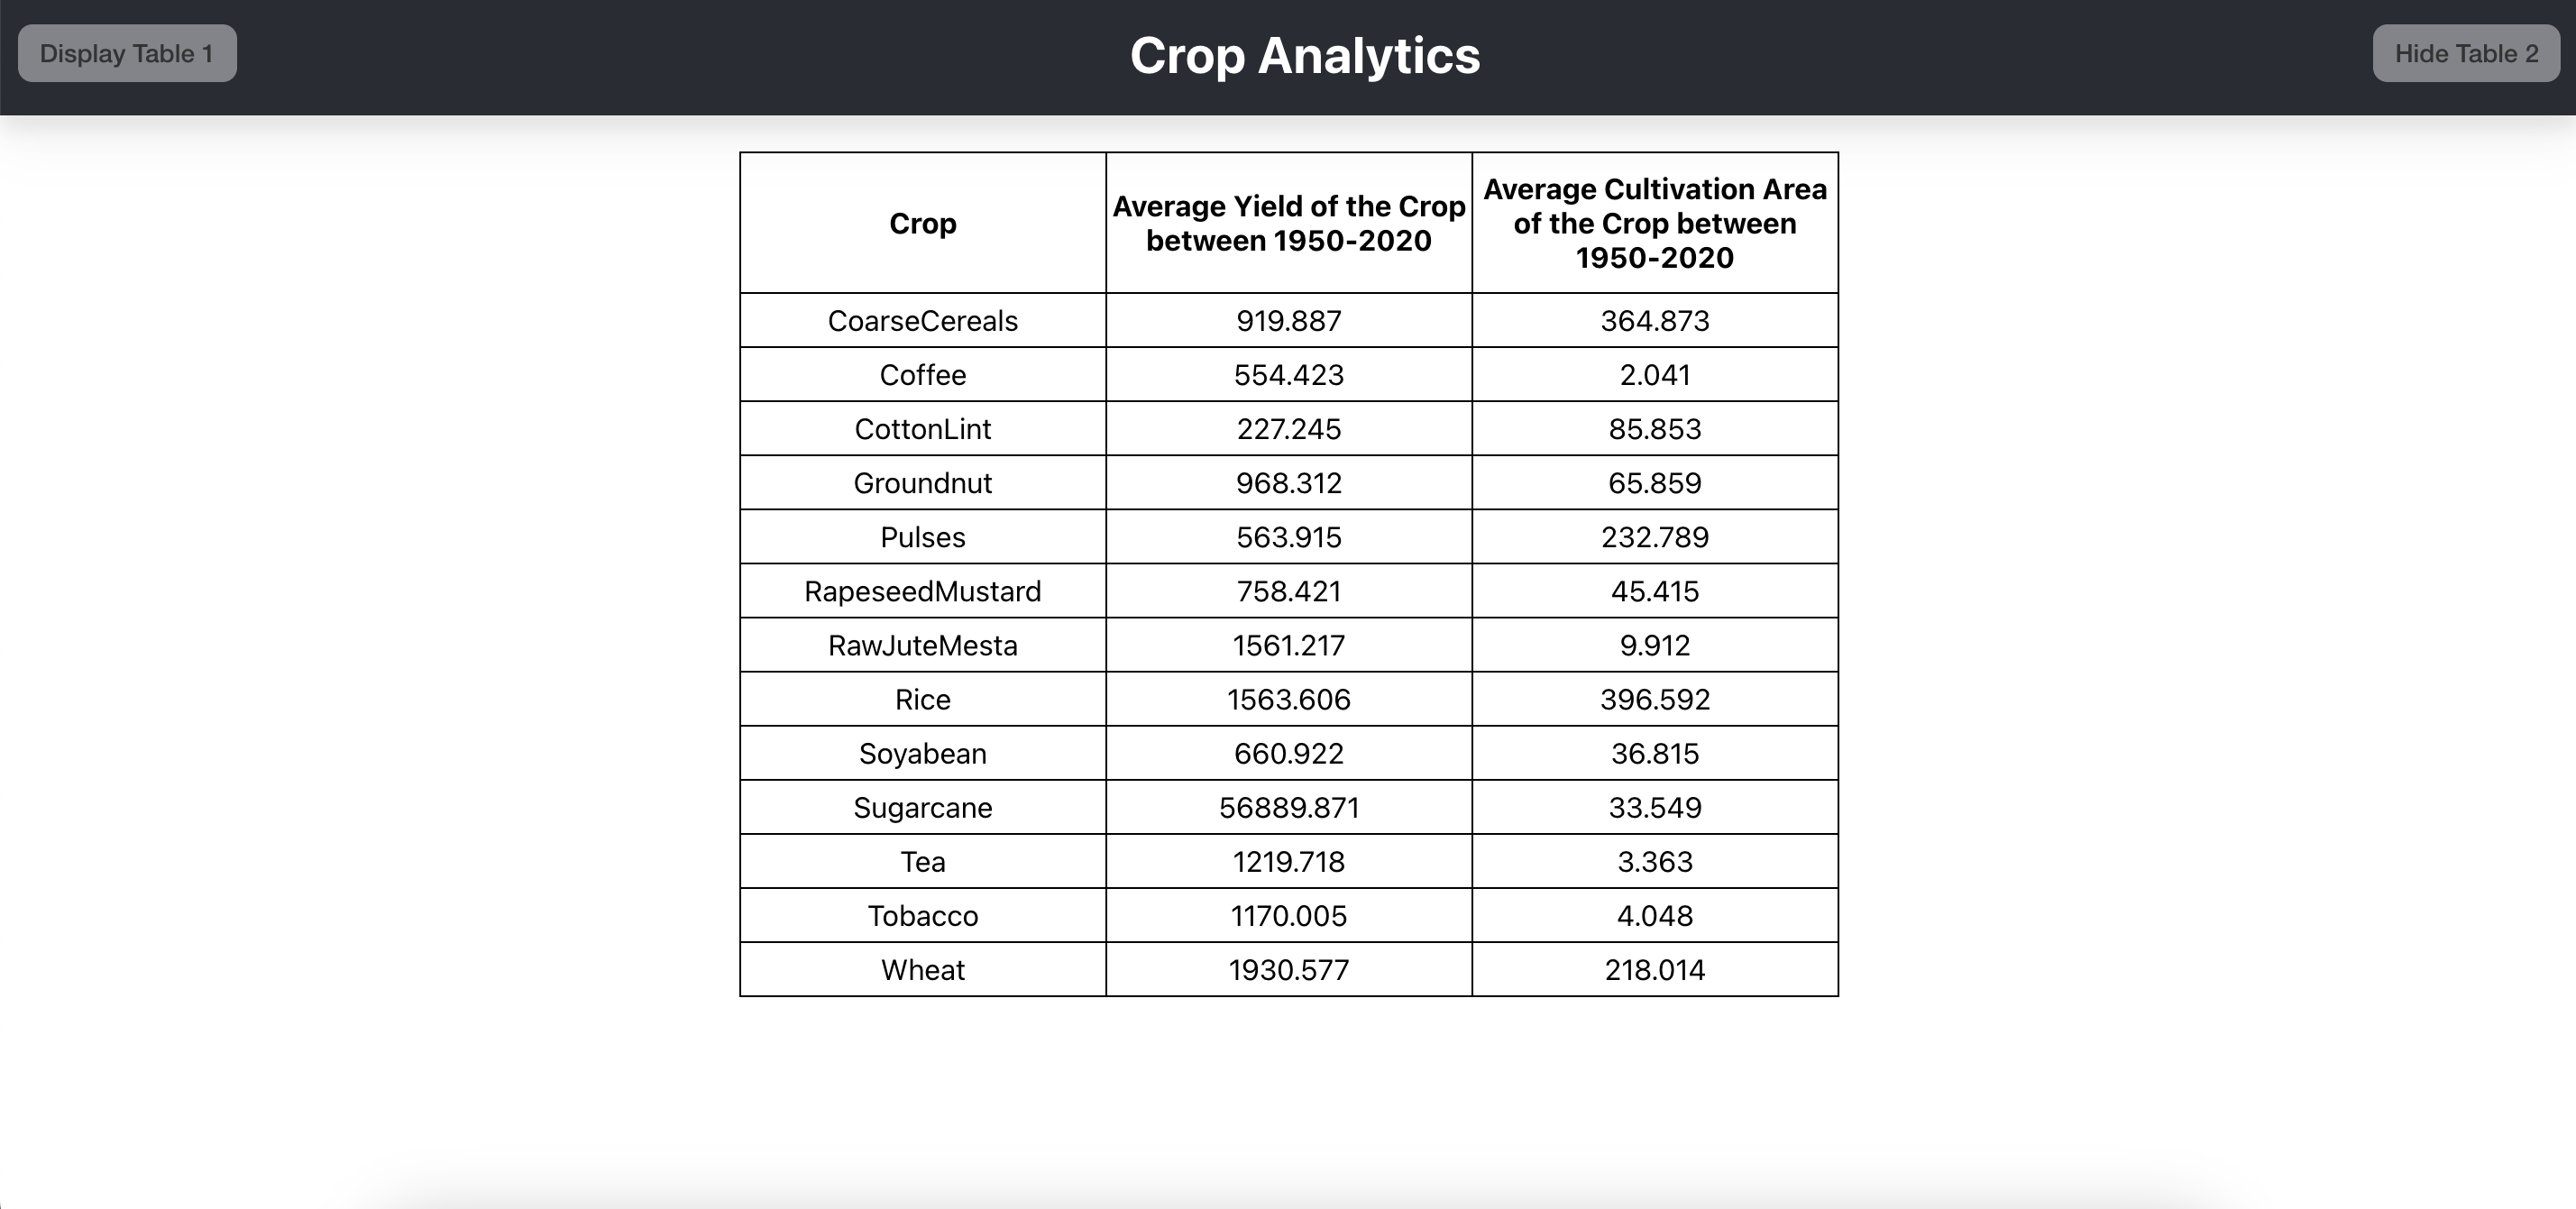 Display Table 1
Crop Analytics
Hide Table 2
Crop
Average Yield of the Crop
between 1950-2020
Average Cultivation Area
of the Crop between
1950-2020
CoarseCereals 919.887 364.873
Coffee 554.423 2.041
CottonLint 227.245 85.853
Groundnut 968.312 65.859
Pulses 563.915 232.789
RapeseedMustard 758.421 45.415
RawJuteMesta 1561.217 9.912
Rice 1563.606 396.592
Soyabean 660.922 36.815
Sugarcane 56889.871 33.549
Tea 1219.718 3.363
Tobacco 1170.005 4.048
Wheat 1930.577 218.014